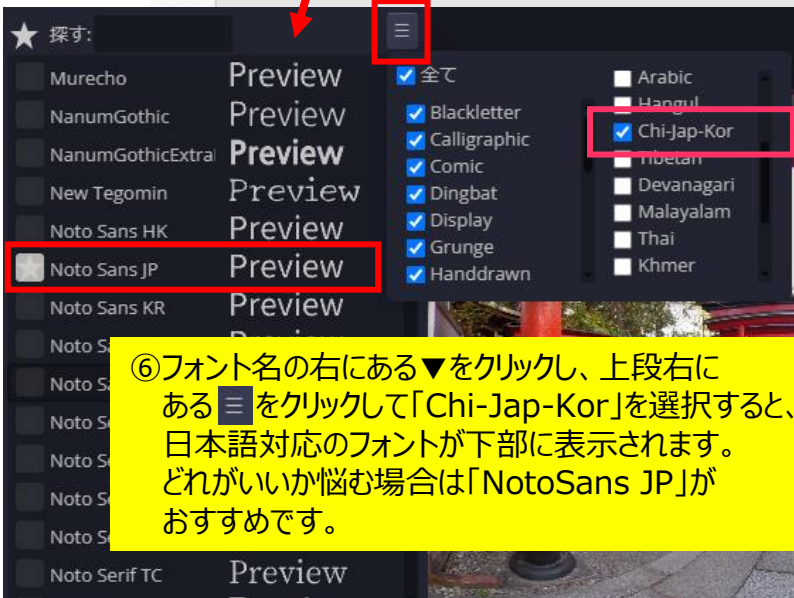 探す:
Murecho Preview
NanumGothic Preview
NanumGothicExtra Preview
New Tegomin Preview
Noto Sans HK Preview
Noto Sans JP Preview
Noto Sans KR Preview
Noto
Noto
Noto
Noto
Noto
Noto
Noto Serif TC Preview
全て
Blackletter
Calligraphic
Comic
Dingbat
Display
Grunge
Handdrawn
Arabic
Hangul
Chi-Jap-Kor
Tibetan
Devanagari
Malayalam
Thai
Khmer
⑥フォント名の右にある▼をクリックし、上段右に
ある ≡ をクリックして「Chi-Jap-Kor」を選択すると、
日本語対応のフォントが下部に表示されます。
どれがいいか悩む場合は「NotoSans JP」が
おすすめです。